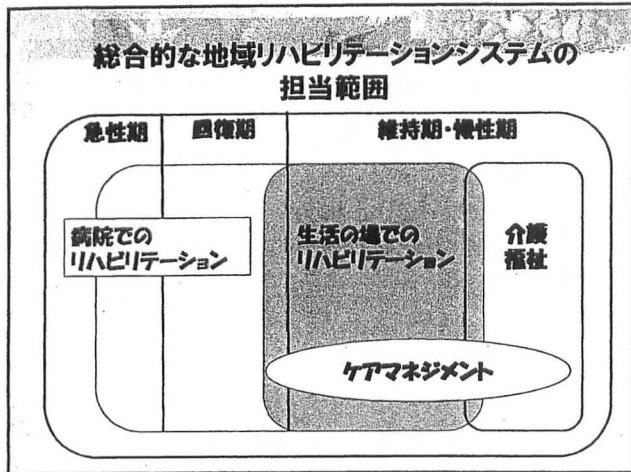 総合的な地域リハビリテーションシステムの
担当範囲
急性期
回復期
維持期・慢性期
病院での
リハビリテーション
生活の場での
リハビリテーション
介護
福祉
ケアマネジメント